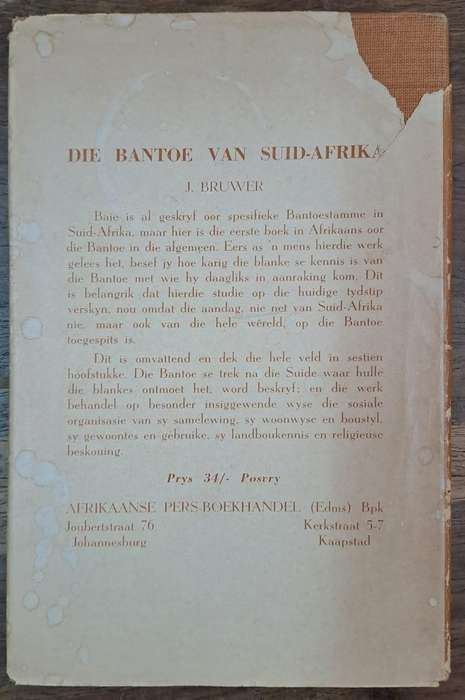 DIE BANTOE VAN SUID-AFRIKA
J. BRUWER
Baie is al geskryf oor spesifieke Bantoestamme in
Suid-Afrika, maar hier is die eerste boek in Afrikaans oor
die Bantoe in die algemeen. Eers as 'n mens hierdie werk
gelees het, besef jy hoe karig die blanke se kennis is van
die Bantoe met wie hy daagliks in aanraking kom. Dit
is belangrik dat hierdie studie op die huidige tydstip
verskyn, nou omdat die aandag, nie net van Suid-Afrika
nie, maar ook van die hele wêreld, op die Bantoe
toegespits is.
Dit is omvattend en dek die hele veld in sestien
hoofstukke. Die Bantoe se trek na die Suide waar hulle
die blankes ontmoet het, word beskryf; en die werk
behandel op besonder insiggewende wyse die sosiale
organisasie van sy samelewing, sy woonwyse en boustyl,
sy gewoontes en gebruike, sy landboukennis en religieuse
beskouing.
Prys 34/- Posvry
AFRIKAANSE PERS-BOEKHANDEL (Edms) Bpk
Joubertstraat 76 Kerkstraat 5-7
Johannesburg Kaapstad